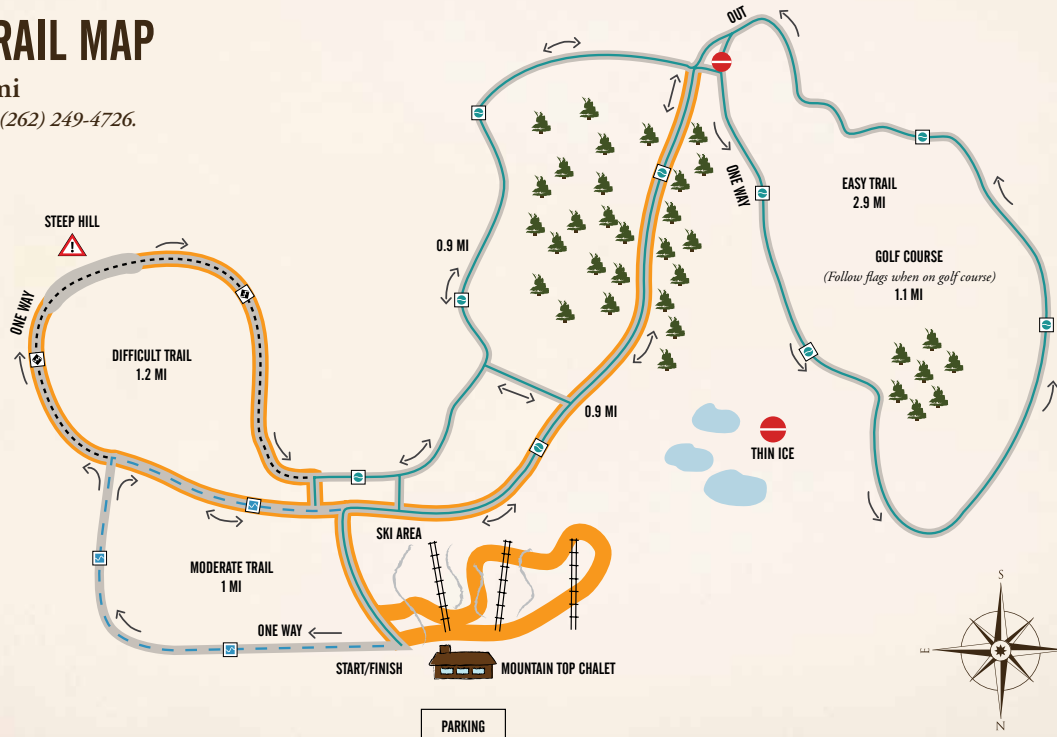 RAIL MAP
mi
(262) 249-4726.
OUT
STEEP HILL
ONE WAY
EASY TRAIL
2.9 MI
ONE WAY
0.9 MI
GOLF COURSE
(Follow flags when on golf course)
1.1 MI
DIFFICULT TRAIL
1.2 MI
0.9 MI
THIN ICE
SKI AREA
MODERATE TRAIL
1 MI
ONE WAY
START/FINISH
MOUNTAIN TOP CHALET
PARKING
S
E
N